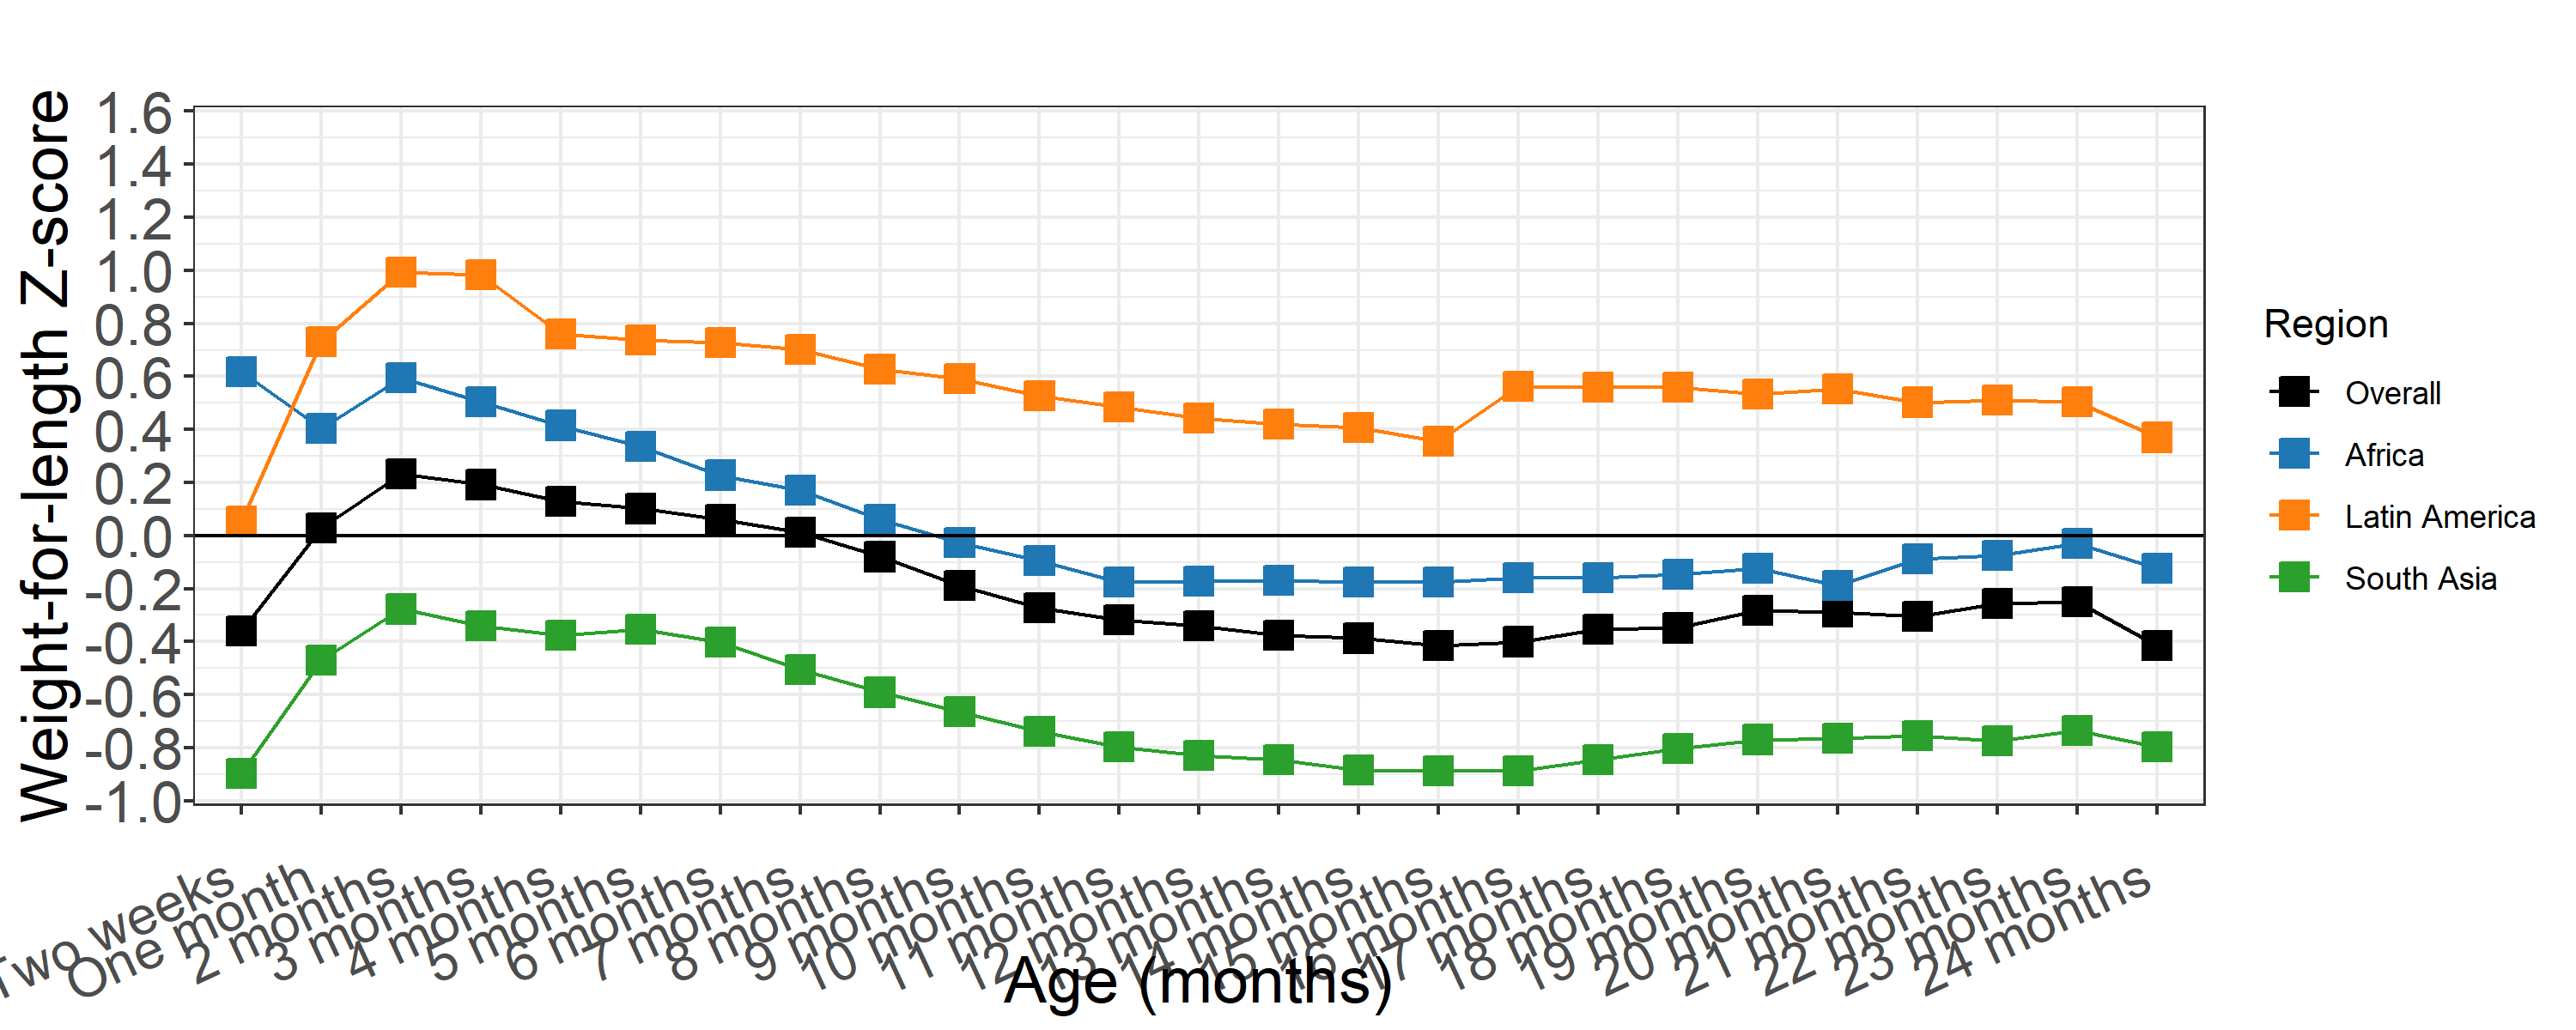 Weight-for-length Z-score
1.6
1.4
1.2
1.0
0.8
0.6
0.4
0.2
0.0
-0.2
-0.4
-0.6
-0.8
-1.0
Two weeks
One month
2 months
3 months
4 months
5 months
6 months
7 months
8 months
9 months
10 months
11 months
12 months
13 months
14 months
15 months
16 months
17 months
18 months
19 months
20 months
21 months
22 months
23 months
24 months
Age (months)
Region
Overall
Africa
Latin America
South Asia